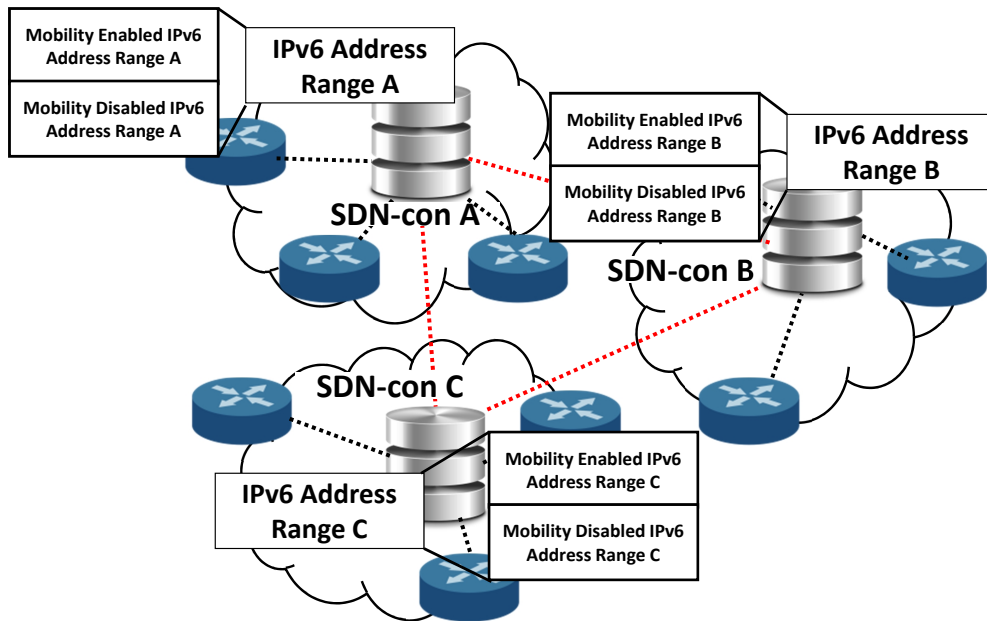 Mobility Enabled IPv6
Address Range A
Mobility Disabled IPv6
Address Range A
IPv6 Address
Range A
SDN-con A
Mobility Enabled IPv6
Address Range B
Mobility Disabled IPv6
Address Range B
IPv6 Address
Range B
SDN-con B
SDN-con C
IPv6 Address
Range C
Mobility Enabled IPv6
Address Range C
Mobility Disabled IPv6
Address Range C